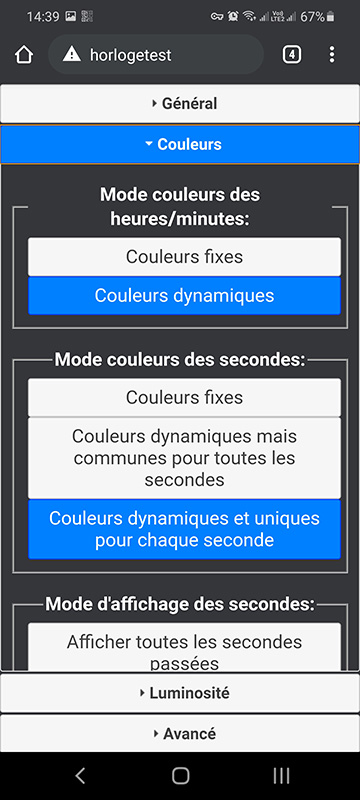 14:39 Vo) LTE2 67%
horlogetest 4
Général
Couleurs
Mode couleurs des
heures/minutes:
Couleurs fixes
Couleurs dynamiques
Mode couleurs des secondes:
Couleurs fixes
Couleurs dynamiques mais
communes pour toutes les
secondes
Couleurs dynamiques et uniques
pour chaque seconde
Mode d'affichage des secondes:
Afficher toutes les secondes
passées
Luminosité
Avancé